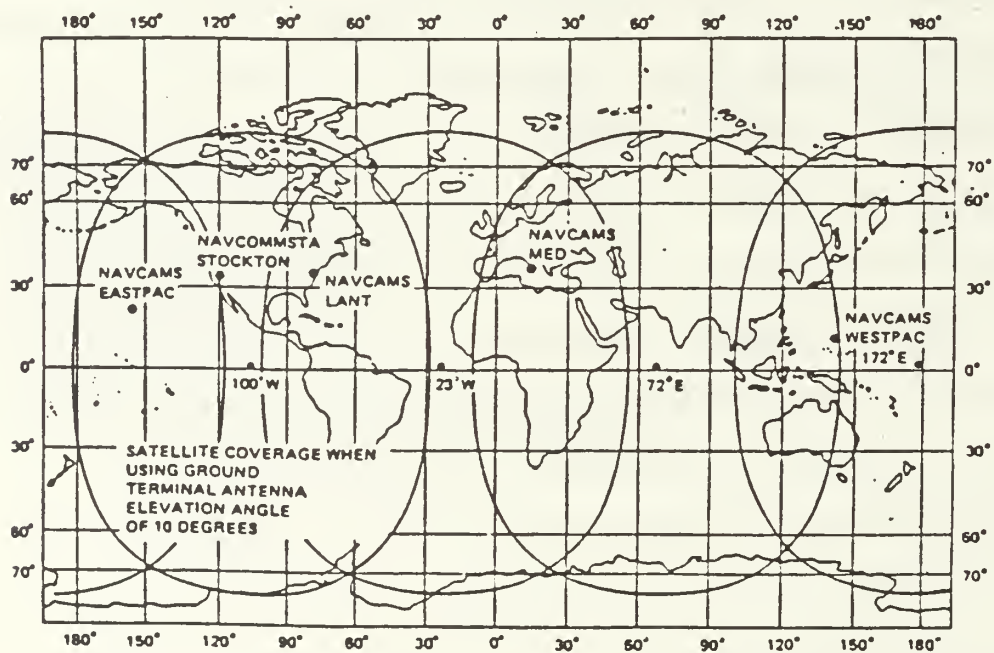 180° 150° 120° 90° 60° 30° 0° 30° 60° 90° 120° 150° 180°
70° 70°
60° 60°
NAVCOMMSTA
STOCKTON
NAVCAMS
MED
NAVCAMS
EASTPAC
NAVCAMS
LANT
30° 30°
NAVCAMS
WESTPAC
172°E
0° 0°
100°W 23°W 72°E
30° 30°
SATELLITE COVERAGE WHEN
USING GROUND
TERMINAL ANTENNA
ELEVATION ANGLE
OF 10 DEGREES
60° 60°
70° 70°
180° 150° 120° 90° 60° 30° 0° 30° 60° 90° 120° 150° 180°